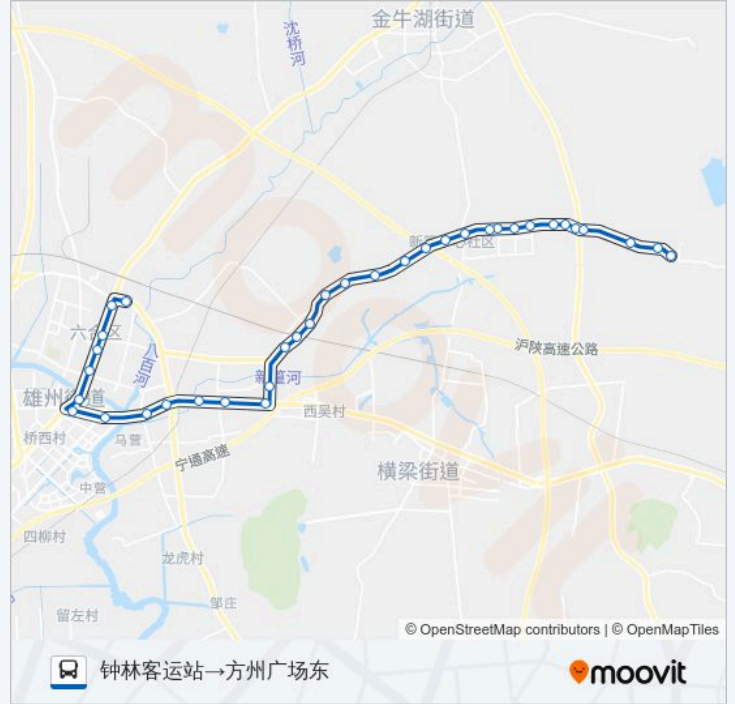 金牛湖街道
沈桥河
六合区
八百河
新篁河
雄州街道
桥西村
马营
西吴村
沪陕高速公路
宁通高速
中营
横梁街道
四柳村
龙虎村
邹庄
留左村
© OpenStreetMap contributors | © OpenMapTiles
钟林客运站→方州广场东
moovit